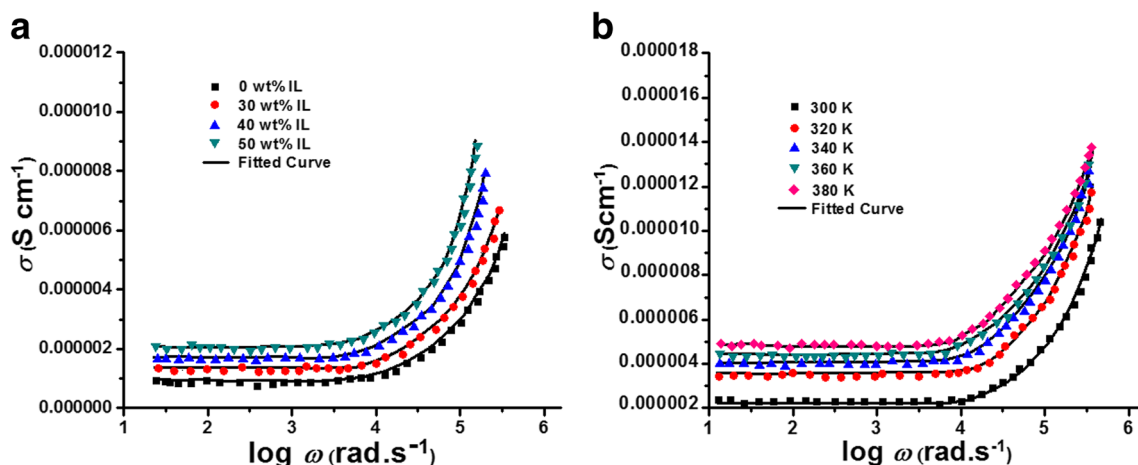 a
0.000012
0.000010
0.000008
0.000006
0.000004
0.000002
0.000000
σ (S cm-1)
0 wt% IL
30 wt% IL
40 wt% IL
50 wt% IL
Fitted Curve
1 2 3 4 5 6
log ω (rad.s-1)
b
0.000018
0.000016
0.000014
0.000012
0.000010
0.000008
0.000006
0.000004
0.000002
σ (Scm-1)
300 K
320 K
340 K
360 K
380 K
Fitted Curve
1 2 3 4 5 6
log ω (rad.s-1)